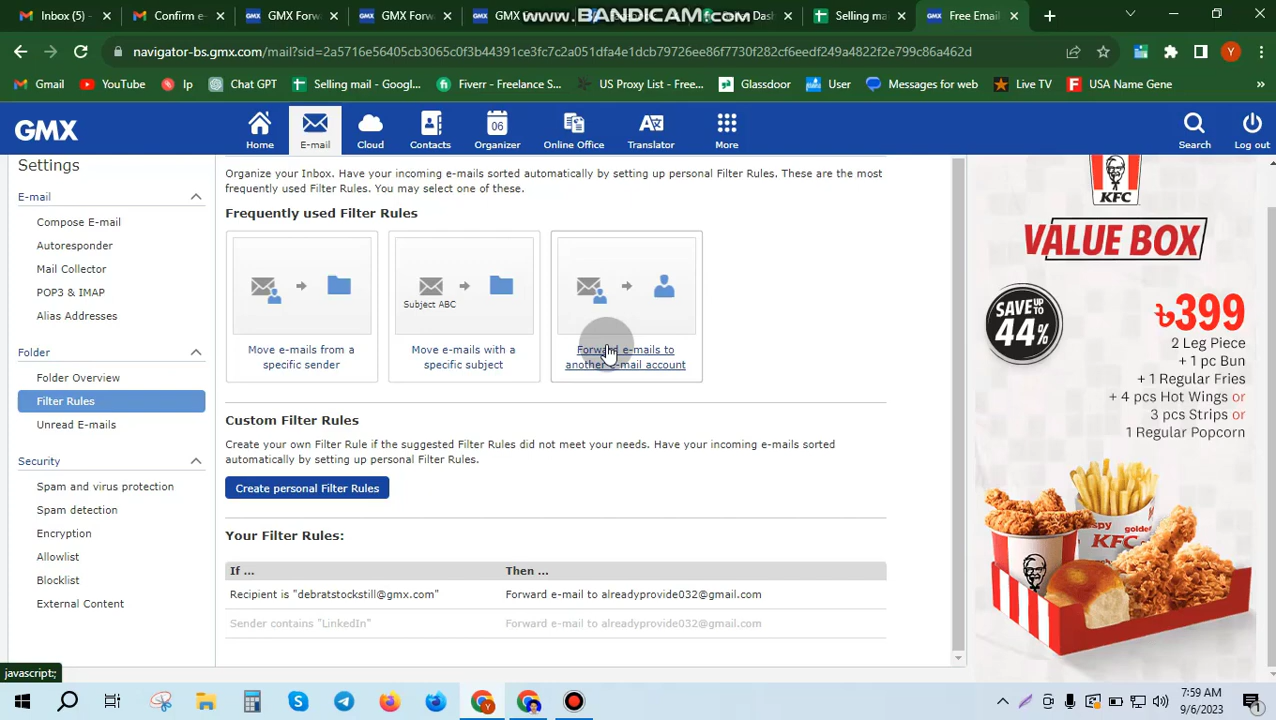 Confirm e
GMX Forw
GMX Forw
GMX
www.BANDICAM.com
Das
Selling ma
Free Email
navigator-bs.gmx.com/mail?sid=2a5716e56405cb3065c0f3b44391ce3fc7c2a051dfa4e1dcb79726ee86f7730f282cf6eedf249a4822f2e799c86a462d
Y
Gmail
YouTube
Ip
Chat GPT
Selling mail - Googl...
Fiverr - Freelance S...
US Proxy List - Free...
Glassdoor
User
Messages for web
Live TV
USA Name Gene
GMX
Home
E-mail
Cloud
Contacts
06
Organizer
Online Office
Translator
More
Search
Log out
Settings
E-mail
Compose E-mail
Autoresponder
Mail Collector
POP3 & IMAP
Alias Addresses
Folder
Folder Overview
Filter Rules
Unread E-mails
Security
Spam and virus protection
Spam detection
Encryption
Allowlist
Blocklist
External Content
Organize your Inbox. Have your incoming e-mails sorted automatically by setting up personal Filter Rules. These are the most
frequently used Filter Rules. You may select one of these.
Frequently used Filter Rules
Move e-mails from a
specific sender
Subject ABC
Move e-mails with a
specific subject
Forward e-mails to
another e-mail account
Custom Filter Rules
Create your own Filter Rule if the suggested Filter Rules did not meet your needs. Have your incoming e-mails sorted
automatically by setting up personal Filter Rules.
Create personal Filter Rules
Your Filter Rules:
If ...
Then ...
Recipient is "debratstockstill@gmx.com"
Forward e-mail to alreadyprovide032@gmail.com
Sender contains "LinkedIn"
Forward e-mail to alreadyprovide032@gmail.com
KFC
VALUE BOX
SAVE UP TO
44%
৳399
2 Leg Piece
+ 1 pc Bun
+ 1 Regular Fries
+ 4 pcs Hot Wings or
3 pcs Strips or
1 Regular Popcorn
KFC
javascript:;
7:59 AM
9/6/2023
1